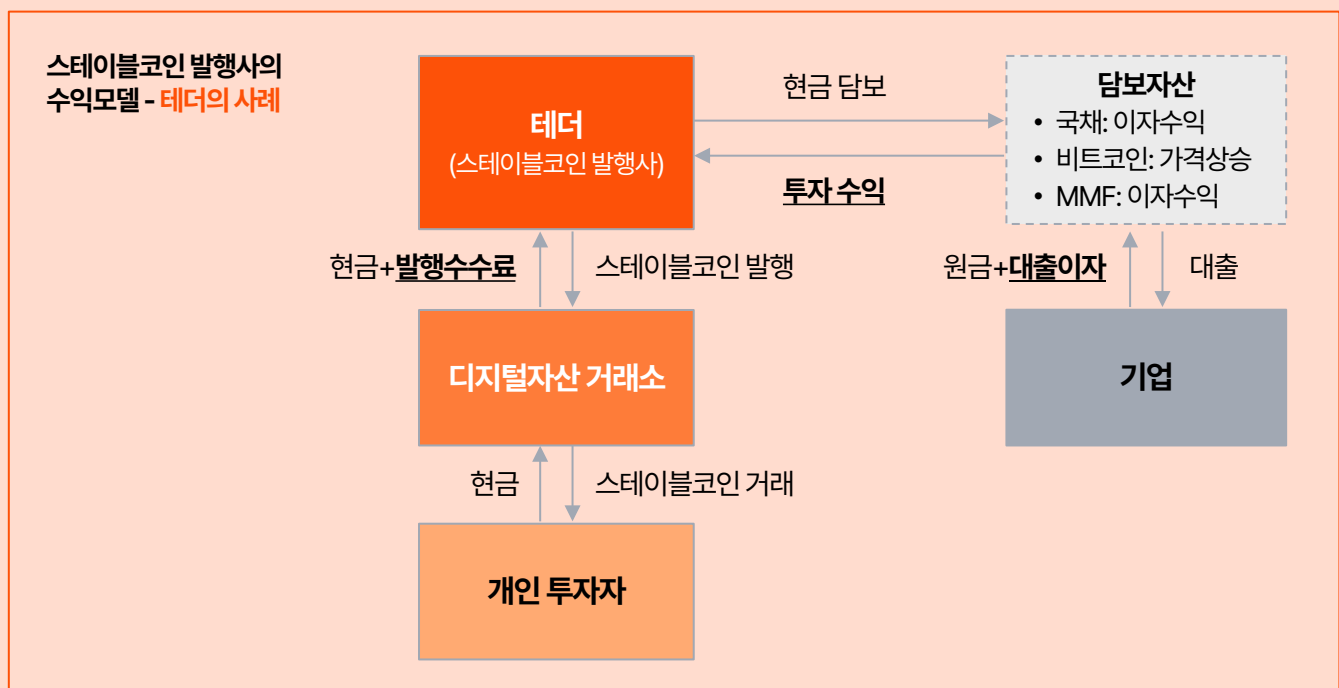 스테이블코인 발행사의
수익모델 - 테더의 사례
테더
(스테이블코인 발행사)
현금 담보
투자 수익
담보자산
• 국채: 이자수익
• 비트코인: 가격상승
• MMF: 이자수익
현금+발행수수료
스테이블코인 발행
원금+대출이자
대출
디지털자산 거래소
기업
현금
스테이블코인 거래
개인 투자자